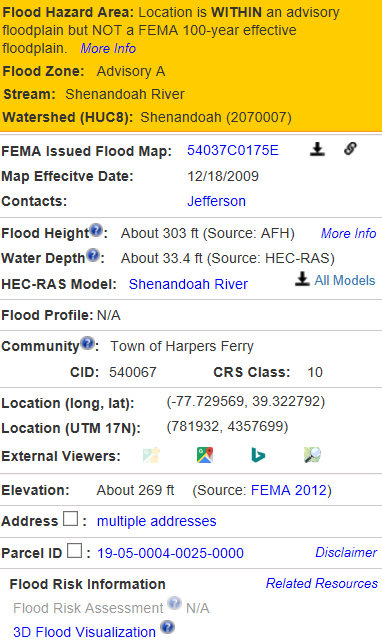 Flood Hazard Area: Location is WITHIN an advisory
floodplain but NOT a FEMA 100-year effective
floodplain. More Info
Flood Zone: Advisory A
Stream: Shenandoah River
Watershed (HUC8): Shenandoah (2070007)
FEMA Issued Flood Map: 54037C0175E
Map Effecitve Date: 12/18/2009
Contacts: Jefferson
Flood Height?: About 303 ft (Source: AFH) More Info
Water Depth?: About 33.4 ft (Source: HEC-RAS)
HEC-RAS Model: Shenandoah River All Models
Flood Profile: N/A
Community?: Town of Harpers Ferry
CID: 540067 CRS Class: 10
Location (long, lat): (-77.729569, 39.322792)
Location (UTM 17N): (781932, 4357699)
External Viewers:
Elevation: About 269 ft (Source: FEMA 2012)
Address : multiple addresses
Parcel ID : 19-05-0004-0025-0000 Disclaimer
Flood Risk Information Related Resources
Flood Risk Assessment ? N/A
3D Flood Visualization ?